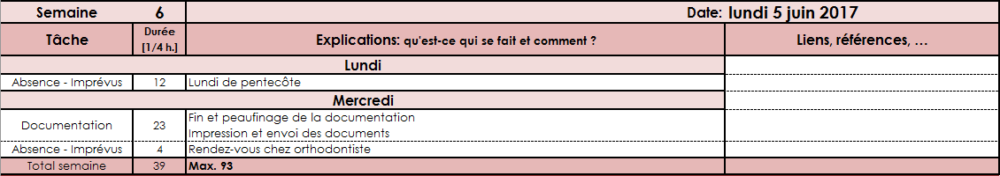 Semaine 6 Date: lundi 5 juin 2017
Tâche Durée [1/4 h.] Explications: qu'est-ce qui se fait et comment ? Liens, références, ...
Lundi
Absence - Imprévus 12 Lundi de pentecôte
Mercredi
Documentation 23 Fin et peaufinage de la documentation
Impression et envoi des documents
Absence - Imprévus 4 Rendez-vous chez orthodontiste
Total semaine 39 Max. 93